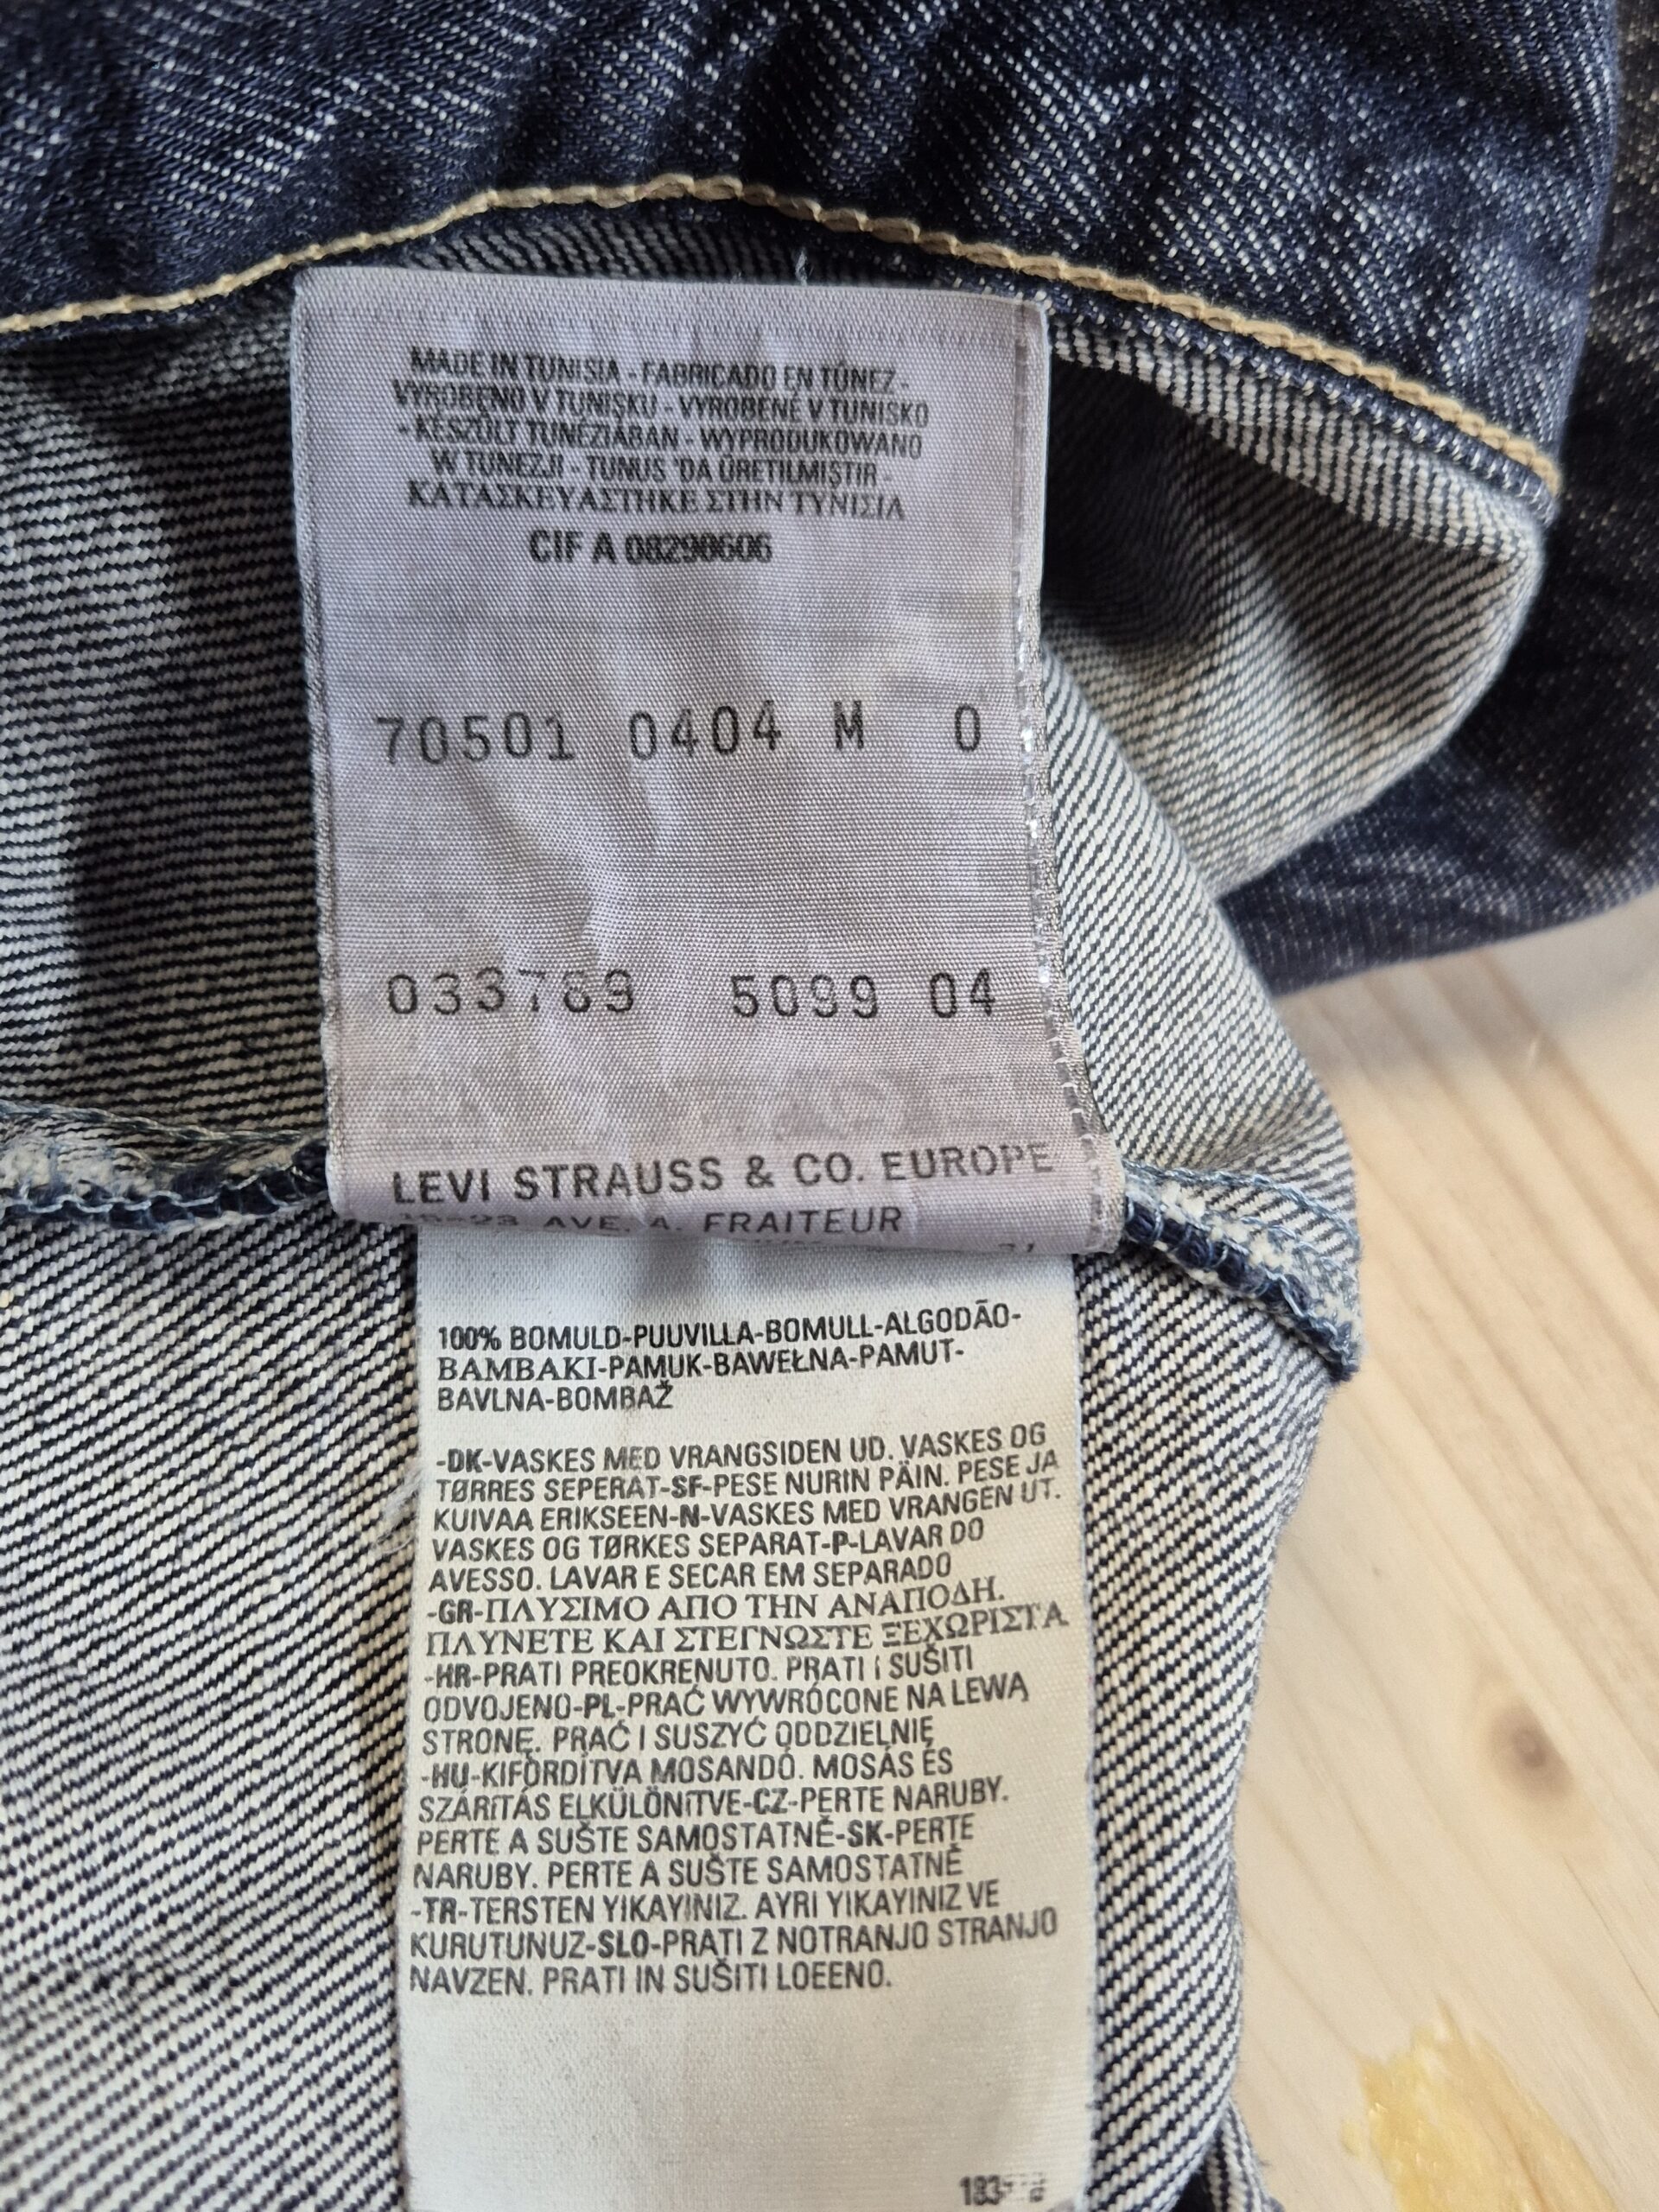 MADE IN TUNISIA - FABRICADO EN TÚNEZ -
VYROBENO V TUNISKU - VYROBENÉ V TUNISKO
- KÉSZÜLT TUNÉZIÁBAN - WYPRODUKOWANO
W TUNEZJI - TUNUS 'DA ÜRETILMIŞTIR -
ΚΑΤΑΣΚΕΥΑΣΤΗΚΕ ΣΤΗΝ ΤΥΝΙΣΙΑ
CIF A 08290606
70501 0404 M 0
033789 5099 04
LEVI STRAUSS & CO. EUROPE
AVE. A. FRAITEUR
100% BOMULD-PUUVILLA-BOMULL-ALGODÃO-
BAMBAKI-PAMUK-BAWEŁNA-PAMUT-
BAVLNA-BOMBAŽ
-DK-VASKES MED VRANGSIDEN UD. VASKES OG
TØRRES SEPERAT-SF-PESE NURIN PÄIN. PESE JA
KUIVAA ERIKSEEN-N-VASKES MED VRANGEN UT.
VASKES OG TØRKES SEPARAT-P-LAVAR DO
AVESSO. LAVAR E SECAR EM SEPARADO
-GR-ΠΛΥΣΙΜΟ ΑΠΟ ΤΗΝ ΑΝΑΠΟΔΗ.
ΠΛΥΝΕΤΕ ΚΑΙ ΣΤΕΓΝΩΣΤΕ ΞΕΧΩΡΙΣΤΑ
-HR-PRATI PREOKRENUTO. PRATI i SUŠITI
ODVOJENO-PL-PRAĆ WYWRÓCONE NA LEWĄ
STRONĘ. PRAĆ I SUSZYĆ ODDZIELNIĘ
-HU-KIFORDÍTVA MOSANDÓ. MOSÁS ÉS
SZÁRÍTÁS ELKÜLÖNÍTVE-CZ-PERTE NARUBY.
PERTE A SUŠTE SAMOSTATNĚ-SK-PERTE
NARUBY. PERTE A SUŠTE SAMOSTATNĚ
-TR-TERSTEN YIKAYINIZ. AYRI YIKAYINIZ VE
KURUTUNUZ-SLO-PRATI Z NOTRANJO STRANJO
NAVZEN. PRATI IN SUŠITI LOEENO.